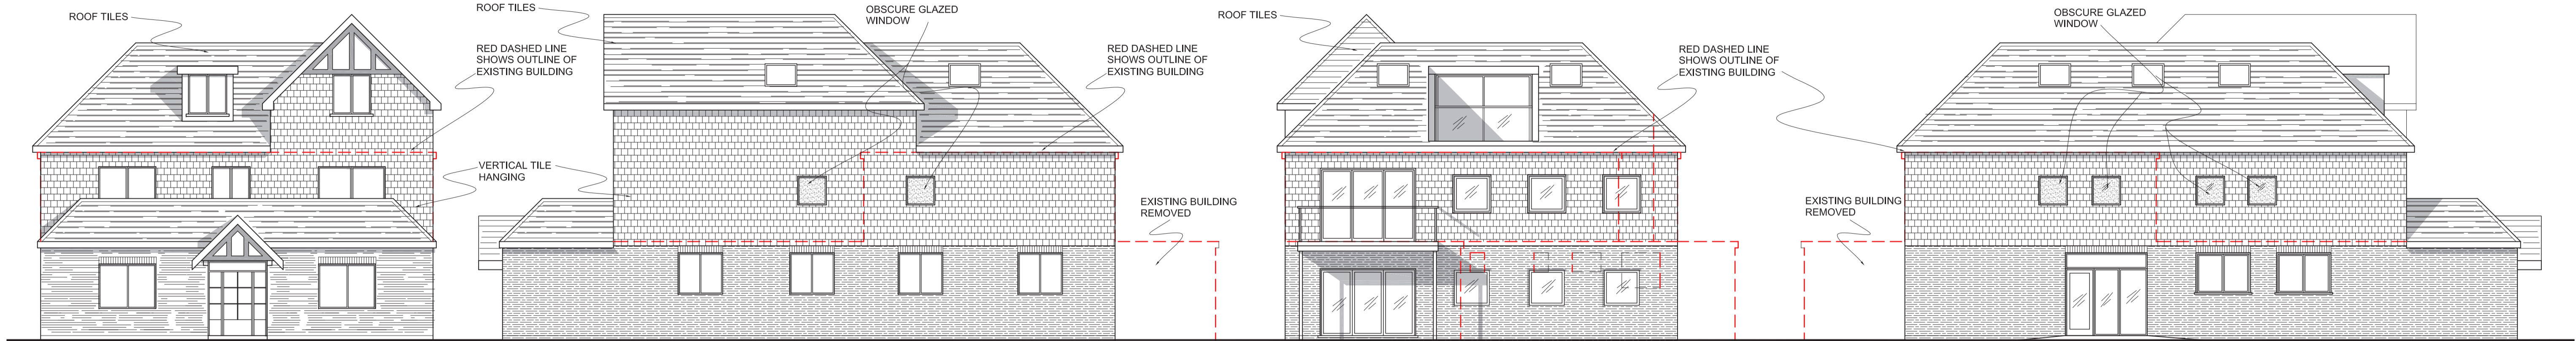 ROOF TILES
RED DASHED LINE
SHOWS OUTLINE OF
EXISTING BUILDING
VERTICAL TILE
HANGING
ROOF TILES
OBSCURE GLAZED
WINDOW
RED DASHED LINE
SHOWS OUTLINE OF
EXISTING BUILDING
EXISTING BUILDING
REMOVED
ROOF TILES
RED DASHED LINE
SHOWS OUTLINE OF
EXISTING BUILDING
EXISTING BUILDING
REMOVED
OBSCURE GLAZED
WINDOW